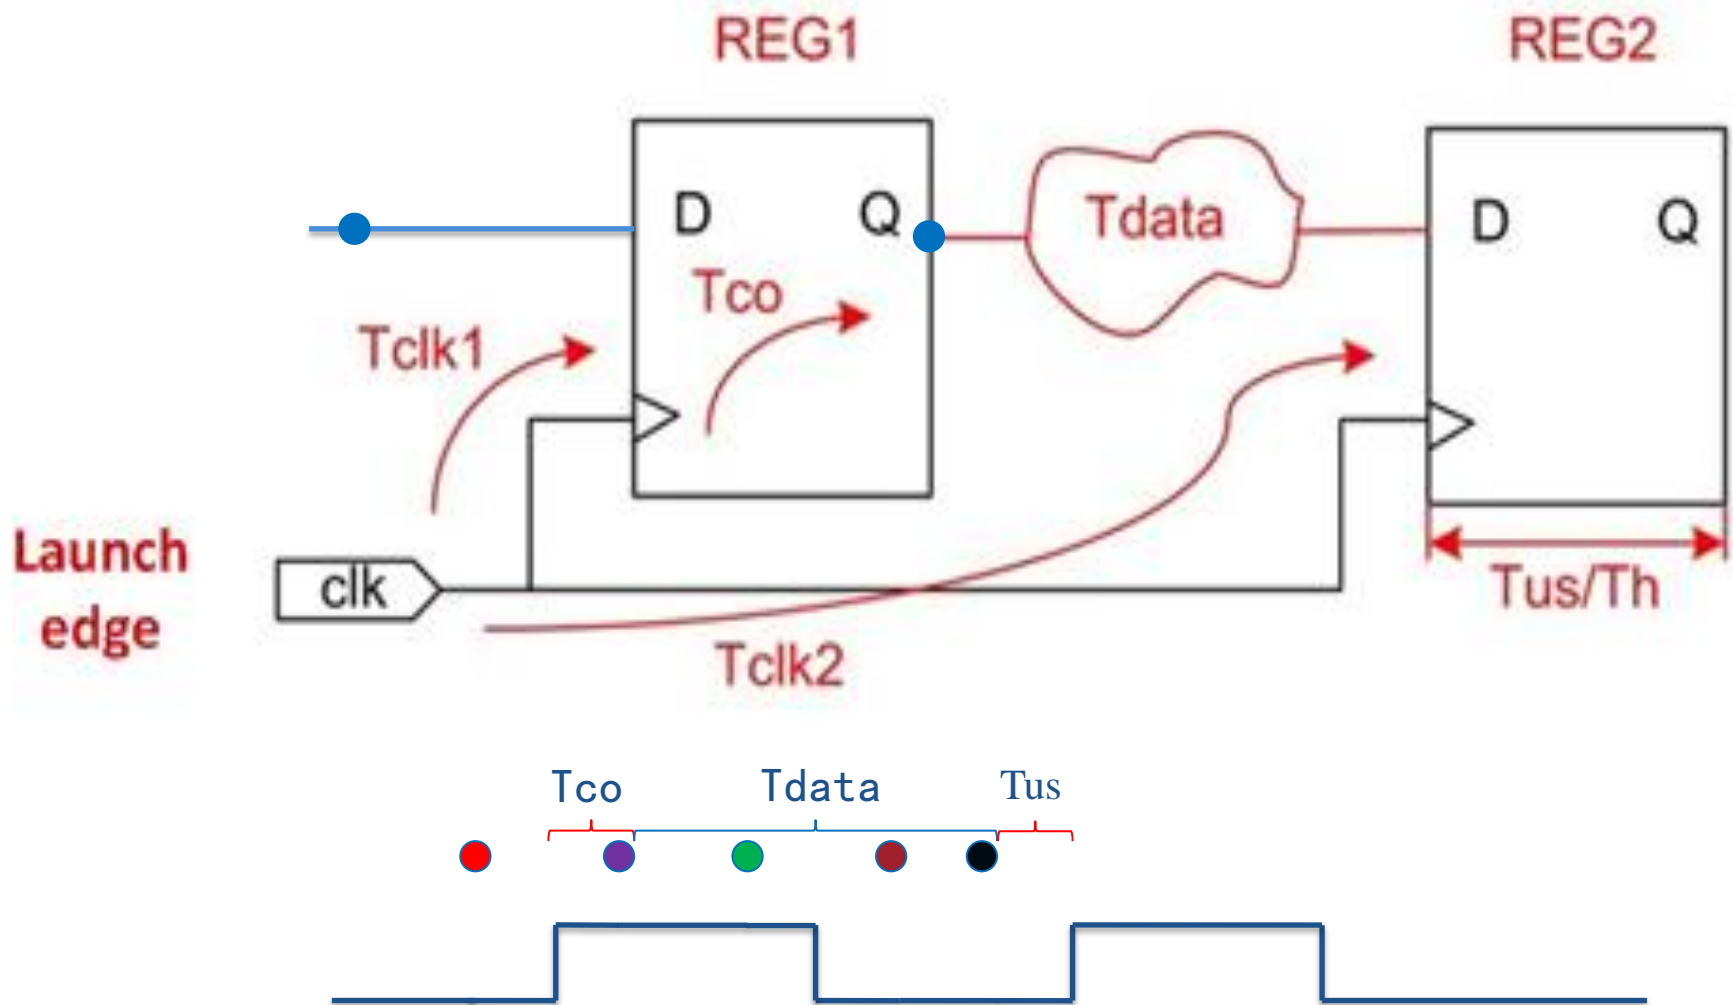 REG1
REG2
D
Q
Tdata
D
Q
Tco
Tclk1
Launch
edge
clk
Tus/Th
Tclk2
Tco
Tdata
Tus